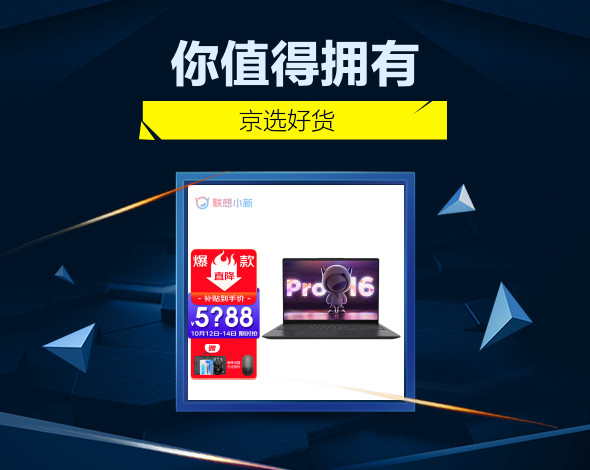 你值得拥有
京选好货
联想小新
爆款
直降
- 补贴到手价 -
¥5?88
10月12日-14日 限时抢
赠
Pro 16